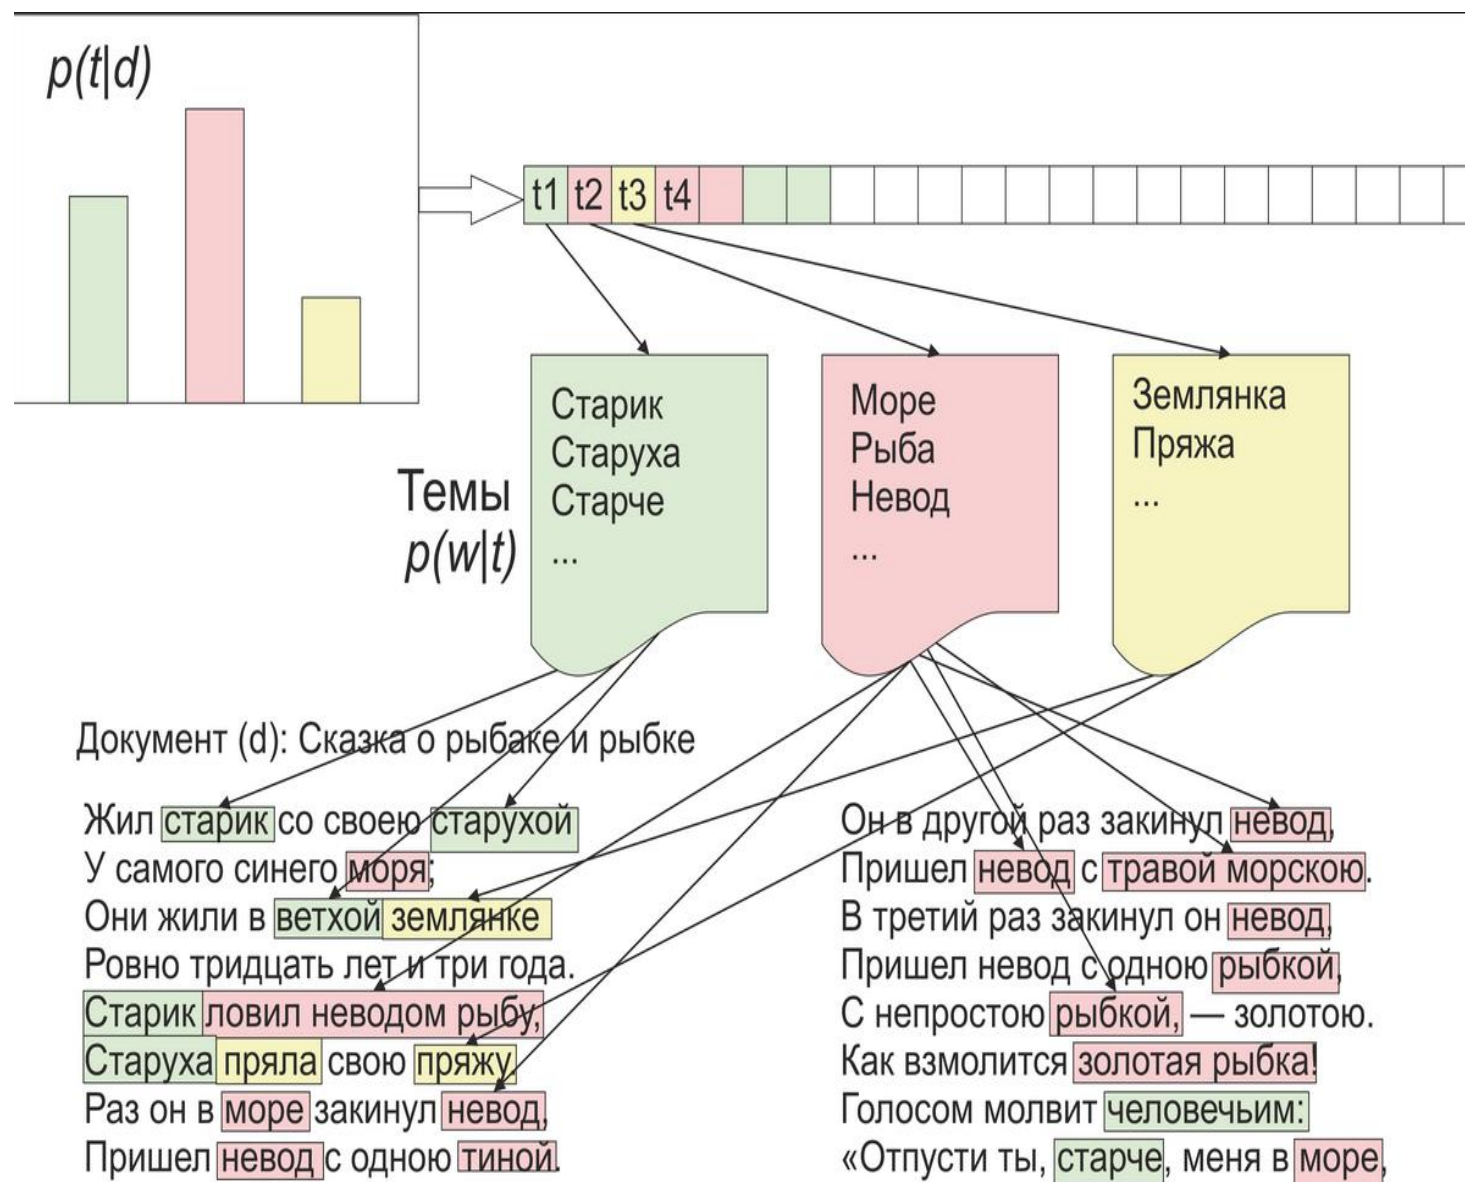 p(t|d)
t1 t2 t3 t4
Старик
Старуха
Старче
...
Море
Рыба
Невод
...
Землянка
Пряжа
...
Темы
p(w|t)
Документ (d): Сказка о рыбаке и рыбке
Жил старик со своею старухой
У самого синего моря;
Они жили в ветхой землянке
Ровно тридцать лет и три года.
Старик ловил неводом рыбу,
Старуха пряла свою пряжу.
Раз он в море закинул невод,
Пришел невод с одною тиной.
Он в другой раз закинул невод,
Пришел невод с травой морскою.
В третий раз закинул он невод,
Пришел невод с одною рыбкой,
С непростою рыбкой, — золотою.
Как взмолится золотая рыбка!
Голосом молвит человечьим:
«Отпусти ты, старче, меня в море,